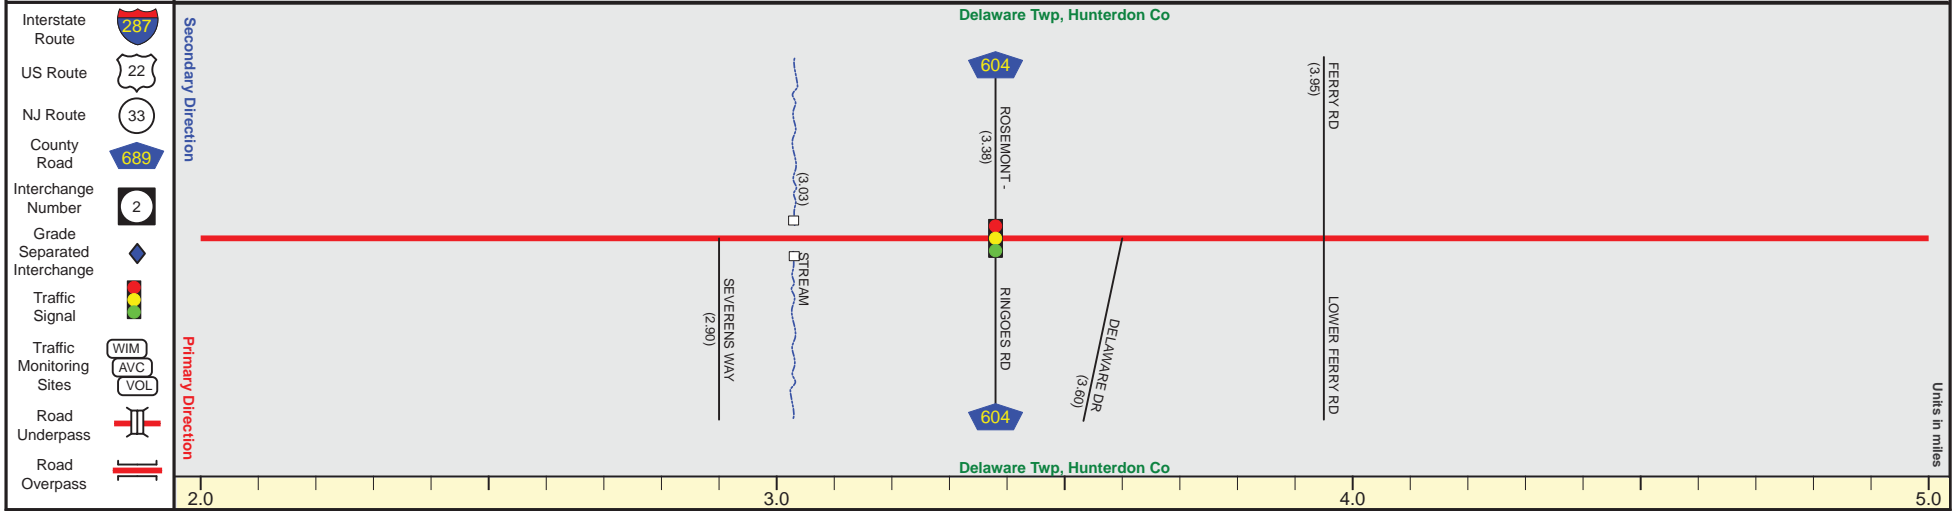 Interstate
Route
287
US Route
22
NJ Route
33
County
Road
689
Interchange
Number
2
Grade
Separated
Interchange
Traffic
Signal
Traffic
Monitoring
Sites
WIM
AVC
VOL
Road
Underpass
Road
Overpass
Secondary Direction
Primary Direction
Delaware Twp, Hunterdon Co
SEVERENS WAY
(2.90)
(3.03)
STREAM
604
ROSEMONT -
(3.38)
RINGOES RD
604
DELAWARE DR
(3.60)
FERRY RD
(3.95)
LOWER FERRY RD
Delaware Twp, Hunterdon Co
Units in miles
2.0
3.0
4.0
5.0